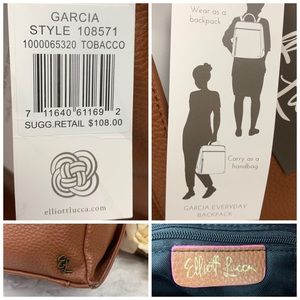 GARCIA
STYLE 108571
1000065320 TOBACCO
7 11640 61169 2
SUGG.RETAIL $108.00
elliottlucca.com
Wear as a
backpack
Carry as a
handbag
GARCIA EVERYDAY
BACKPACK
Elliott Lucca